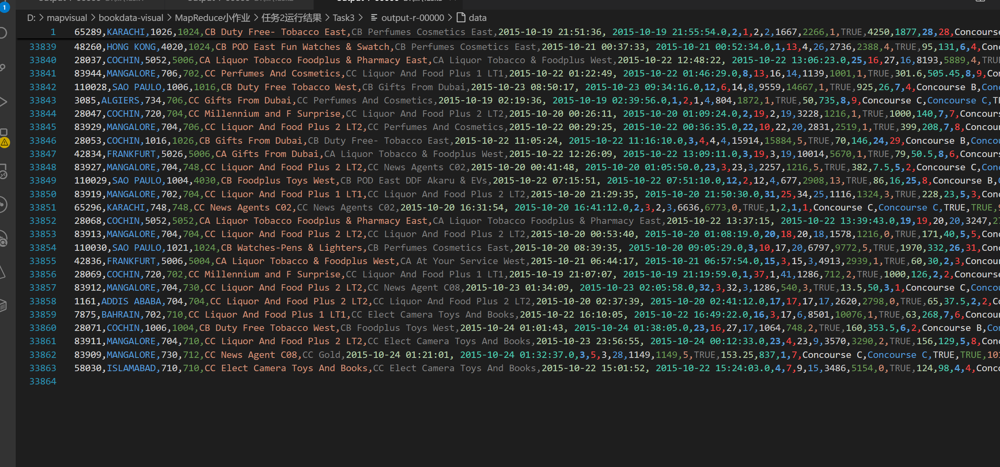 D: > mapvisual > bookdata-visual > MapReduce小作业 > 任务2运行结果 > Task3 > output-r-00000 > data
1 65289,KARACHI,1026,1024,CB Duty Free- Tobacco East,CB Perfumes Cosmetics East,2015-10-19 21:51:36, 2015-10-19 21:55:54.0,2,1,2,2,1667,2266,1,TRUE,4250,1877,28,28,Concourse
33839 48260,HONG KONG,4020,1024,CB POD East Fun Watches & Swatch,CB Perfumes Cosmetics East,2015-10-21 00:37:33, 2015-10-21 00:52:34.0,1,13,4,26,2736,2388,4,TRUE,95,131,6,4,Con
33840 28037,COCHIN,5052,5006,CA Liquor Tobacco Foodplus & Pharmacy East,CA Liquor Tobacco & Foodplus West,2015-10-22 12:48:22, 2015-10-22 13:06:23.0,25,16,27,16,8193,5889,4,TRU
33841 83944,MANGALORE,706,702,CC Perfumes And Cosmetics,CC Liquor And Food Plus 1 LT1,2015-10-22 01:22:49, 2015-10-22 01:46:29.0,8,13,16,14,1139,1001,1,TRUE,301.6,505.45,8,9,Con
33842 110028,SAO PAULO,1006,1016,CB Duty Free Tobacco West,CB Gifts From Dubai,2015-10-23 08:50:17, 2015-10-23 09:34:16.0,12,6,14,8,9559,14667,1,TRUE,925,26,7,4,Concourse B,Conc
33843 3085,ALGIERS,734,706,CC Gifts From Dubai,CC Perfumes And Cosmetics,2015-10-19 02:19:36, 2015-10-19 02:39:56.0,1,2,1,4,804,1872,1,TRUE,50,735,8,9,Concourse C,Concourse C,T
33844 28047,COCHIN,720,704,CC Millennium and F Surprise,CC Liquor And Food Plus 2 LT2,2015-10-20 00:26:11, 2015-10-20 01:09:24.0,2,19,2,19,3228,1216,1,TRUE,1000,140,7,7,Concours
33845 83929,MANGALORE,704,706,CC Liquor And Food Plus 2 LT2,CC Perfumes And Cosmetics,2015-10-22 00:29:25, 2015-10-22 00:36:35.0,22,10,22,20,2831,2519,1,TRUE,399,208,7,8,Concour
33846 28053,COCHIN,1016,1026,CB Gifts From Dubai,CB Duty Free- Tobacco East,2015-10-22 11:05:24, 2015-10-22 11:16:10.0,3,4,4,4,15914,15884,5,TRUE,70,146,24,29,Concourse B,Concou
33847 42834,FRANKFURT,5026,5006,CA Gifts From Dubai,CA Liquor Tobacco & Foodplus West,2015-10-22 12:26:09, 2015-10-22 13:09:11.0,3,19,3,19,10014,5670,1,TRUE,79,50.5,8,6,Concours
33848 83927,MANGALORE,704,748,CC Liquor And Food Plus 2 LT2,CC News Agents C02,2015-10-20 00:41:48, 2015-10-20 01:05:50.0,23,3,23,3,2257,1216,5,TRUE,382,7.5,5,2,Concourse C,Conc
33849 110029,SAO PAULO,1004,4030,CB Foodplus Toys West,CB POD East DDF Akaru & EVs,2015-10-22 07:15:51, 2015-10-22 07:51:10.0,12,2,12,4,677,2908,13,TRUE,86,16,25,8,Concourse B,C
33850 83919,MANGALORE,702,704,CC Liquor And Food Plus 1 LT1,CC Liquor And Food Plus 2 LT2,2015-10-20 21:29:35, 2015-10-20 21:50:30.0,31,25,34,25,1116,1324,3,TRUE,228,23,5,3,Conc
33851 65296,KARACHI,748,748,CC News Agents C02,CC News Agents C02,2015-10-20 16:31:54, 2015-10-20 16:41:12.0,2,3,2,3,6636,6773,0,TRUE,1,2,1,1,Concourse C,Concourse C,TRUE,TRUE,9
33852 28068,COCHIN,5052,5052,CA Liquor Tobacco Foodplus & Pharmacy East,CA Liquor Tobacco Foodplus & Pharmacy East,2015-10-22 13:37:15, 2015-10-22 13:39:43.0,19,19,20,20,3247,27
33853 83913,MANGALORE,704,704,CC Liquor And Food Plus 2 LT2,CC Liquor And Food Plus 2 LT2,2015-10-20 00:53:40, 2015-10-20 01:08:19.0,20,18,20,18,1578,1216,0,TRUE,171,40,5,5,Conc
33854 110030,SAO PAULO,1021,1024,CB Watches-Pens & Lighters,CB Perfumes Cosmetics East,2015-10-20 08:39:35, 2015-10-20 09:05:29.0,3,10,17,20,6797,9772,5,TRUE,1970,332,26,31,Conc
33855 42836,FRANKFURT,5006,5004,CA Liquor Tobacco & Foodplus West,CA At Your Service West,2015-10-21 06:44:17, 2015-10-21 06:57:54.0,15,3,15,3,4913,2939,1,TRUE,60,30,2,3,Concour
33856 28069,COCHIN,720,702,CC Millennium and F Surprise,CC Liquor And Food Plus 1 LT1,2015-10-19 21:07:07, 2015-10-19 21:19:59.0,1,37,1,41,1286,712,2,TRUE,1000,126,2,2,Concourse
33857 83912,MANGALORE,704,730,CC Liquor And Food Plus 2 LT2,CC News Agent C08,2015-10-23 01:34:09, 2015-10-23 02:05:58.0,32,3,32,3,1286,540,3,TRUE,13.5,50,3,1,Concourse C,Concou
33858 1161,ADDIS ABABA,704,704,CC Liquor And Food Plus 2 LT2,CC Liquor And Food Plus 2 LT2,2015-10-20 02:37:39, 2015-10-20 02:41:12.0,17,17,17,17,2620,2798,0,TRUE,65,37.5,2,2,Co
33859 7875,BAHRAIN,702,710,CC Liquor And Food Plus 1 LT1,CC Elect Camera Toys And Books,2015-10-22 16:10:05, 2015-10-22 16:49:22.0,16,3,17,6,8501,10076,1,TRUE,63,268,7,6,Concour
33860 28071,COCHIN,1006,1004,CB Duty Free Tobacco West,CB Foodplus Toys West,2015-10-24 01:01:43, 2015-10-24 01:38:05.0,23,16,27,17,1064,748,2,TRUE,160,353.5,6,2,Concourse B,Con
33861 83911,MANGALORE,704,710,CC Liquor And Food Plus 2 LT2,CC Elect Camera Toys And Books,2015-10-23 23:56:55, 2015-10-24 00:12:33.0,23,4,23,9,3570,3290,2,TRUE,156,129,5,8,Conc
33862 83909,MANGALORE,730,712,CC News Agent C08,CC Gold,2015-10-24 01:21:01, 2015-10-24 01:32:37.0,3,5,3,28,1149,1149,5,TRUE,153.25,837,1,7,Concourse C,Concourse C,TRUE,TRUE,101
33863 58030,ISLAMABAD,710,710,CC Elect Camera Toys And Books,CC Elect Camera Toys And Books,2015-10-22 15:01:52, 2015-10-22 15:24:03.0,4,7,9,15,3486,5154,0,TRUE,124,98,4,4,Conc
33864